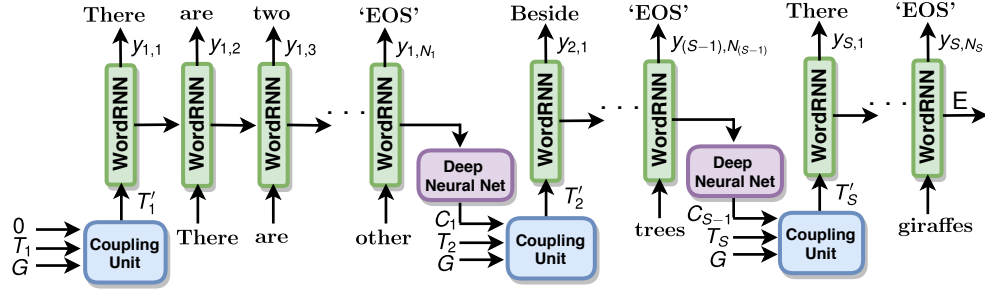 There are two 'EOS' Beside 'EOS' There 'EOS'
y1,1 y1,2 y1,3 y1,N1 y2,1 y(S−1),N(S−1) yS,1 yS,NS
WordRNN WordRNN WordRNN . . . WordRNN WordRNN . . . WordRNN WordRNN . . . WordRNN E
Deep
Neural Net
Deep
Neural Net
T′1 T′2 T′S
0
T1
G
Coupling
Unit
There are other trees giraffes
C1
T2
G
Coupling
Unit
CS−1
TS
G
Coupling
Unit